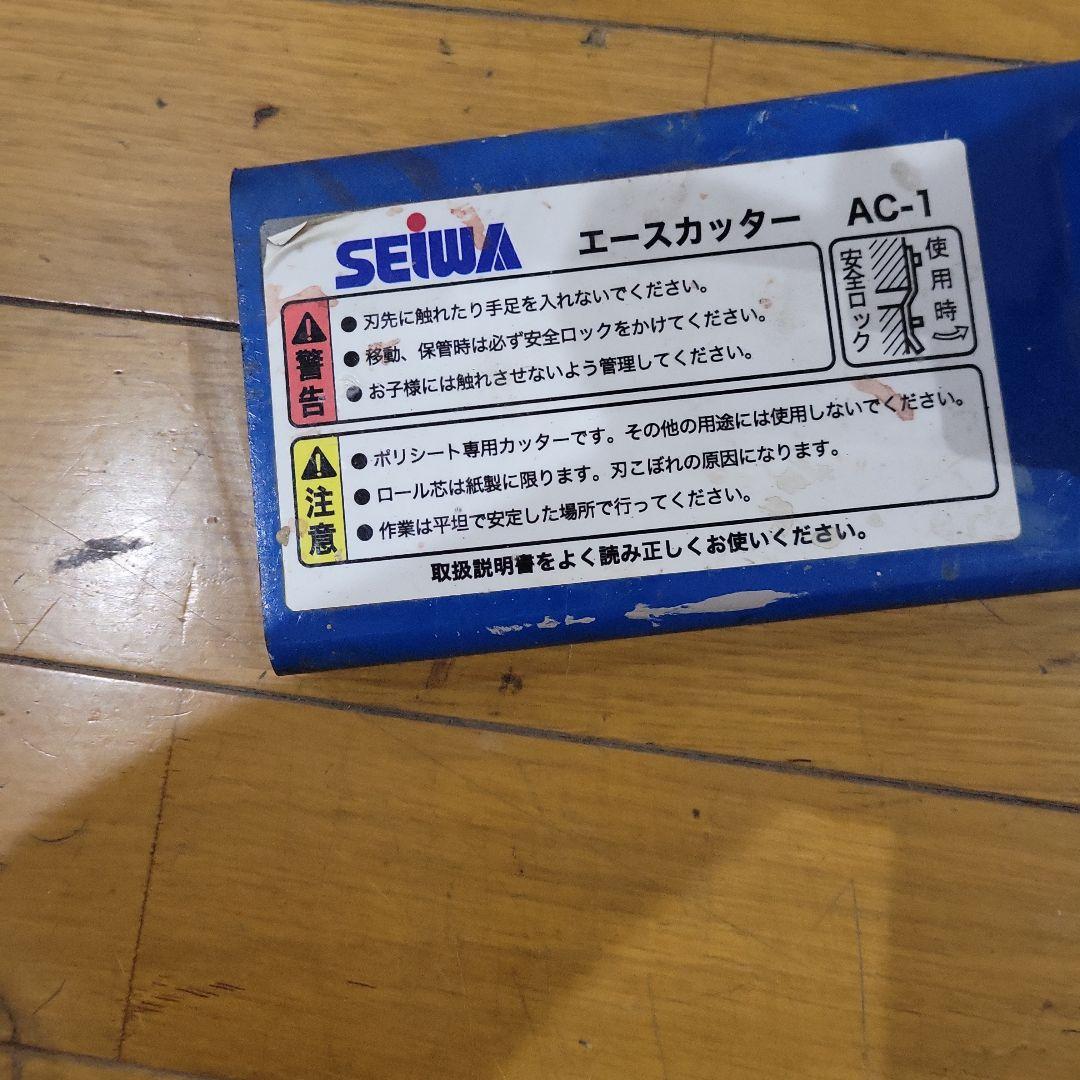 SEIWA エースカッター AC-1
警告
● 刃先に触れたり手足を入れないでください。
● 移動、保管時は必ず安全ロックをかけてください。
● お子様には触れさせないよう管理してください。
安全ロック
使用時
注意
● ポリシート専用カッターです。その他の用途には使用しないでください。
● ロール芯は紙製に限ります。刃こぼれの原因になります。
● 作業は平坦で安定した場所で行ってください。
取扱説明書をよく読み正しくお使いください。